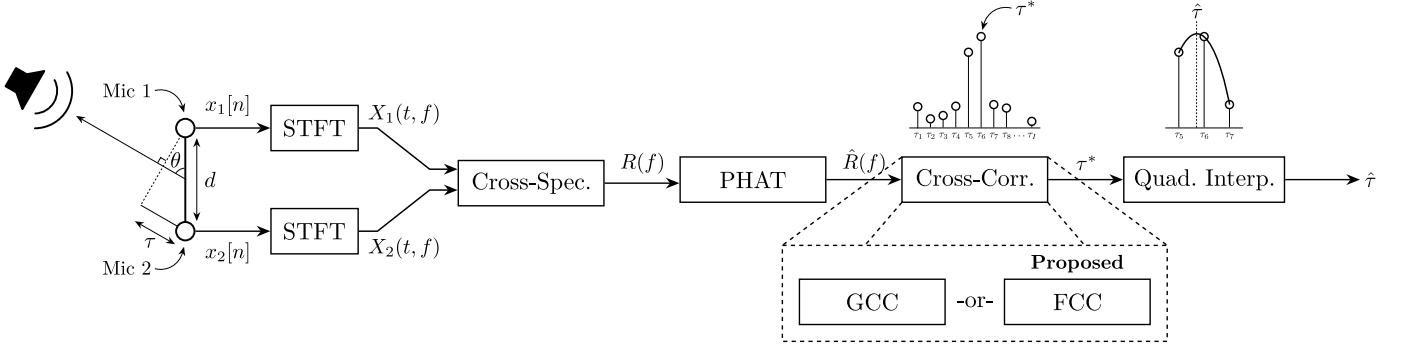 Mic 1
x₁[n]
STFT
X₁(t, f)
θ
d
τ
Mic 2
x₂[n]
STFT
X₂(t, f)
Cross-Spec.
R(f)
PHAT
R̂(f)
τ*
τ₁ τ₂ τ₃ τ₄ τ₅ τ₆ τ₇ τ₈ ⋯ τ_I
Cross-Corr.
τ*
τ̂
τ₅ τ₆ τ₇
Quad. Interp.
τ̂
Proposed
GCC -or- FCC